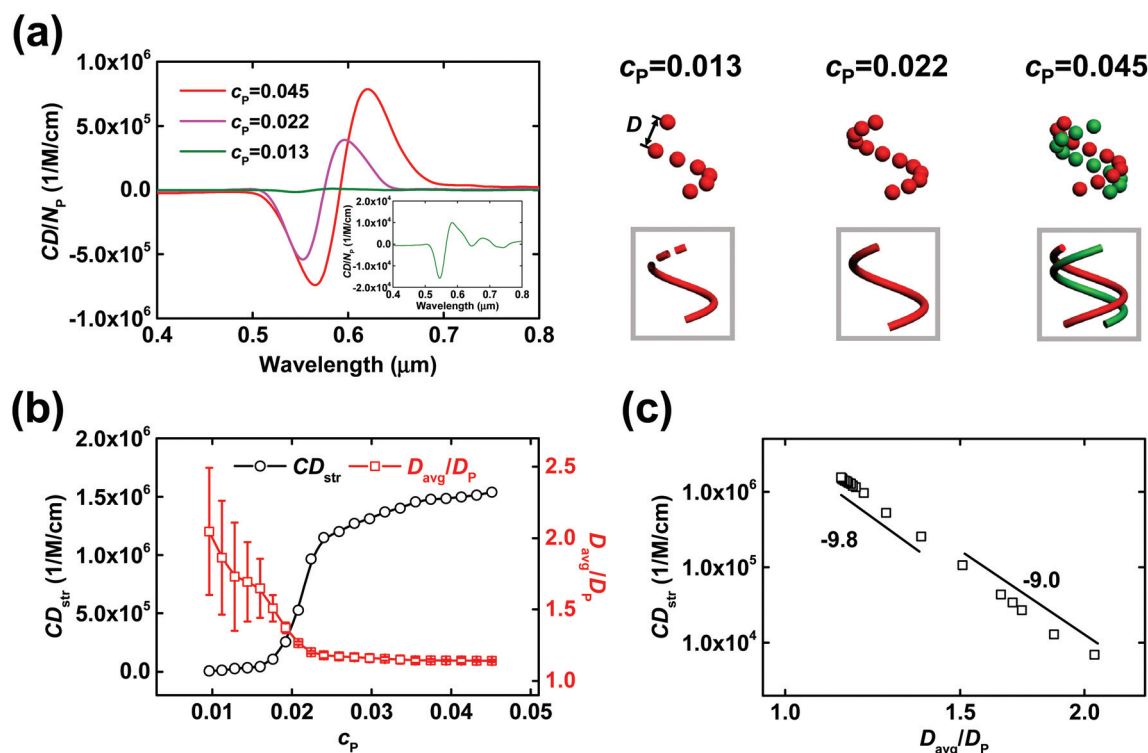 (a)
CD/N_P (1/M/cm)
1.0x10^6
5.0x10^5
0.0
-5.0x10^5
-1.0x10^6
c_P=0.045
c_P=0.022
c_P=0.013
0.4 0.5 0.6 0.7 0.8
Wavelength (μm)
CD/N_P (1/M/cm)
2.0x10^4
1.0x10^4
0.0
-1.0x10^4
-2.0x10^4
0.4 0.5 0.6 0.7 0.8
Wavelength (μm)
c_P=0.013 c_P=0.022 c_P=0.045
D
(b)
CD_str (1/M/cm)
2.0x10^6
1.5x10^6
1.0x10^6
5.0x10^5
0.0
CD_str D_avg/D_P
2.5
2.0
1.5
1.0
D_avg/D_P
0.01 0.02 0.03 0.04 0.05
c_P
(c)
CD_str (1/M/cm)
1.0x10^6
1.0x10^5
1.0x10^4
-9.8
-9.0
1.0 1.5 2.0
D_avg/D_P